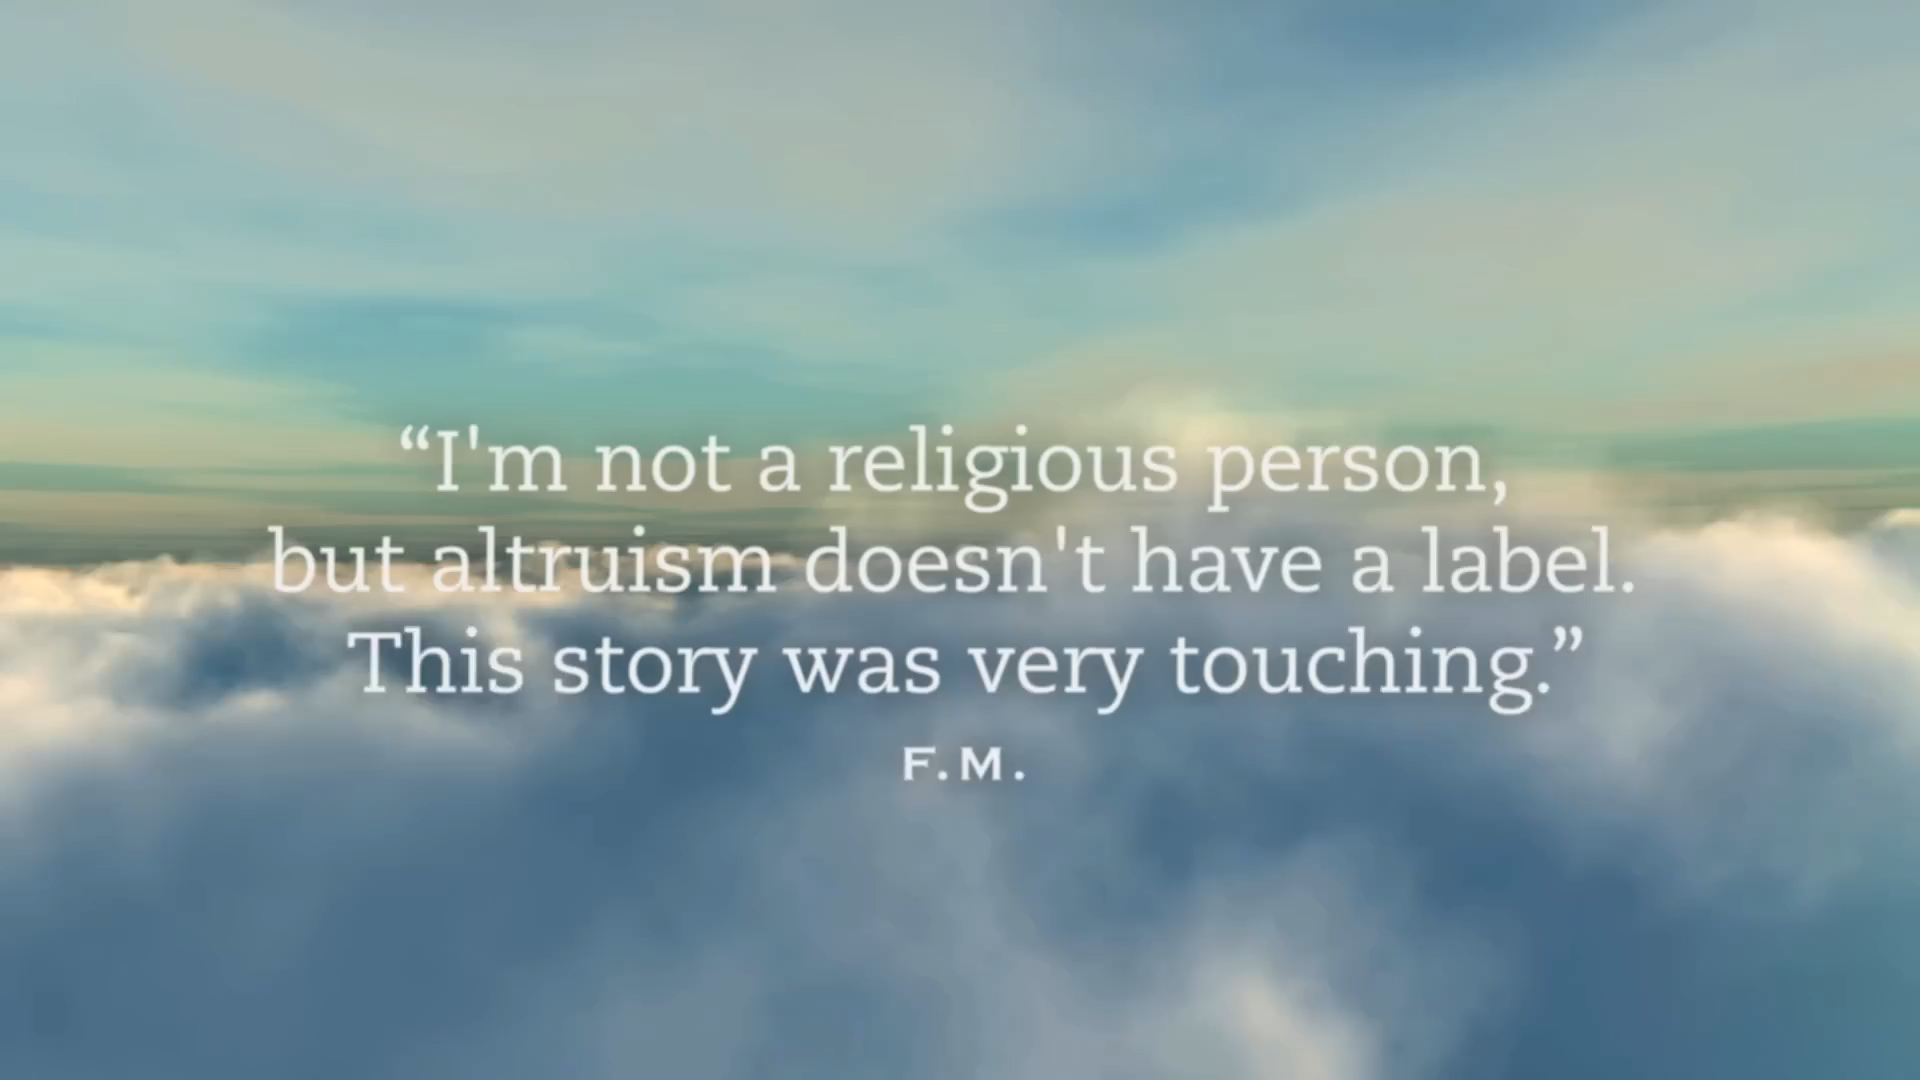 “I'm not a religious person,
but altruism doesn't have a label.
This story was very touching.”
F.M.